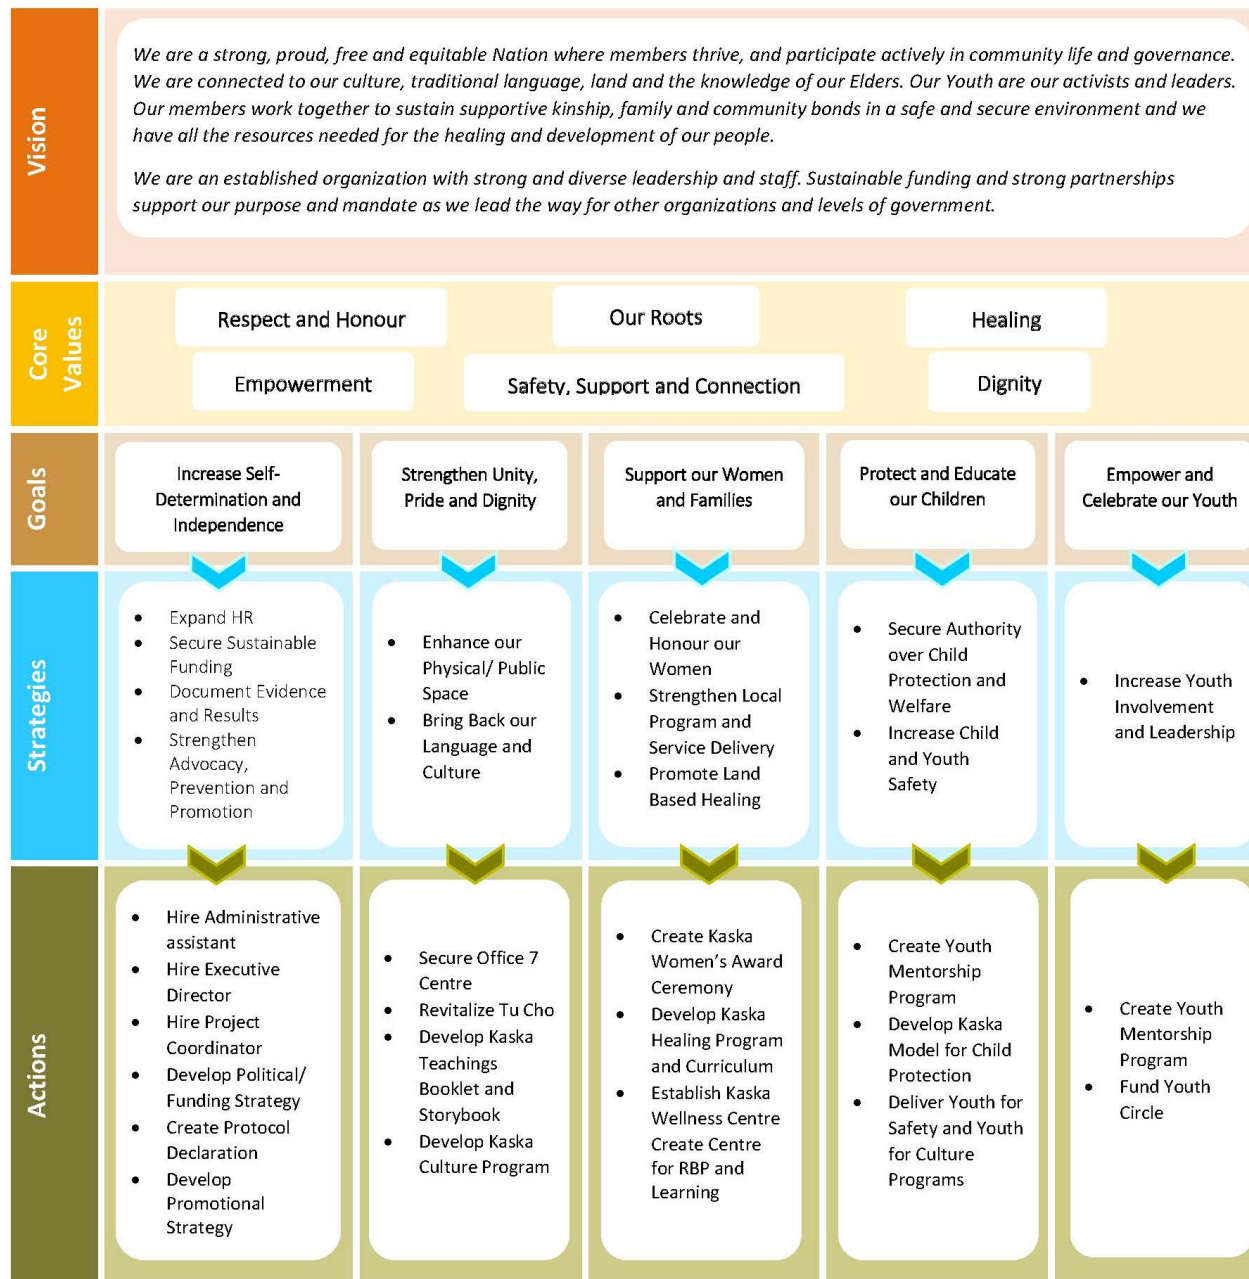 Vision
We are a strong, proud, free and equitable Nation where members thrive, and participate actively in community life and governance.
We are connected to our culture, traditional language, land and the knowledge of our Elders. Our Youth are our activists and leaders.
Our members work together to sustain supportive kinship, family and community bonds in a safe and secure environment and we
have all the resources needed for the healing and development of our people.
We are an established organization with strong and diverse leadership and staff. Sustainable funding and strong partnerships
support our purpose and mandate as we lead the way for other organizations and levels of government.
Core
Values
Respect and Honour
Our Roots
Healing
Empowerment
Safety, Support and Connection
Dignity
Goals
Increase Self-
Determination and
Independence
Strengthen Unity,
Pride and Dignity
Support our Women
and Families
Protect and Educate
our Children
Empower and
Celebrate our Youth
Strategies
• Expand HR
• Secure Sustainable
Funding
• Document Evidence
and Results
• Strengthen
Advocacy,
Prevention and
Promotion
• Enhance our
Physical/ Public
Space
• Bring Back our
Language and
Culture
• Celebrate and
Honour our
Women
• Strengthen Local
Program and
Service Delivery
• Promote Land
Based Healing
• Secure Authority
over Child
Protection and
Welfare
• Increase Child
and Youth
Safety
• Increase Youth
Involvement
and Leadership
Actions
• Hire Administrative
assistant
• Hire Executive
Director
• Hire Project
Coordinator
• Develop Political/
Funding Strategy
• Create Protocol
Declaration
• Develop
Promotional
Strategy
• Secure Office 7
Centre
• Revitalize Tu Cho
• Develop Kaska
Teachings
Booklet and
Storybook
• Develop Kaska
Culture Program
• Create Kaska
Women’s Award
Ceremony
• Develop Kaska
Healing Program
and Curriculum
• Establish Kaska
Wellness Centre
Create Centre
for RBP and
Learning
• Create Youth
Mentorship
Program
• Develop Kaska
Model for Child
Protection
• Deliver Youth for
Safety and Youth
for Culture
Programs
• Create Youth
Mentorship
Program
• Fund Youth
Circle